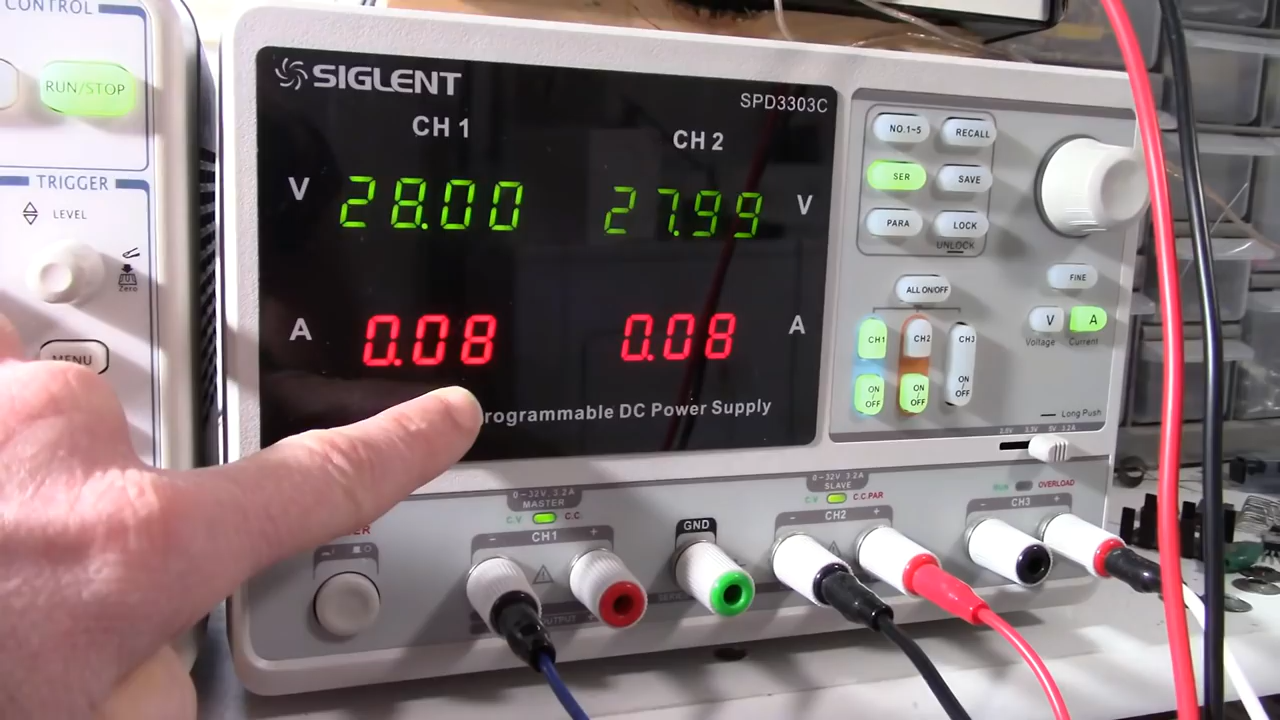 CONTROL
RUN/STOP
TRIGGER
LEVEL
Zero
MENU
SIGLENT
SPD3303C
CH 1
CH 2
V 28.00
27.99 V
A 0.08
0.08 A
rogrammable DC Power Supply
NO.1~5
RECALL
SER
SAVE
PARA
LOCK
UNLOCK
ALL ON/OFF
FINE
CH1
CH2
CH3
V
A
Voltage
Current
ON/OFF
ON/OFF
ON/OFF
Long Push
2.5V 3.3V 5V 3.2A
0-32V, 3.2A
MASTER
C.V
C.C.
CH1
- +
GND
0-32V, 3.2A
SLAVE
C.V
C.C.PAR
CH2
- +
OVERLOAD
CH3
- +